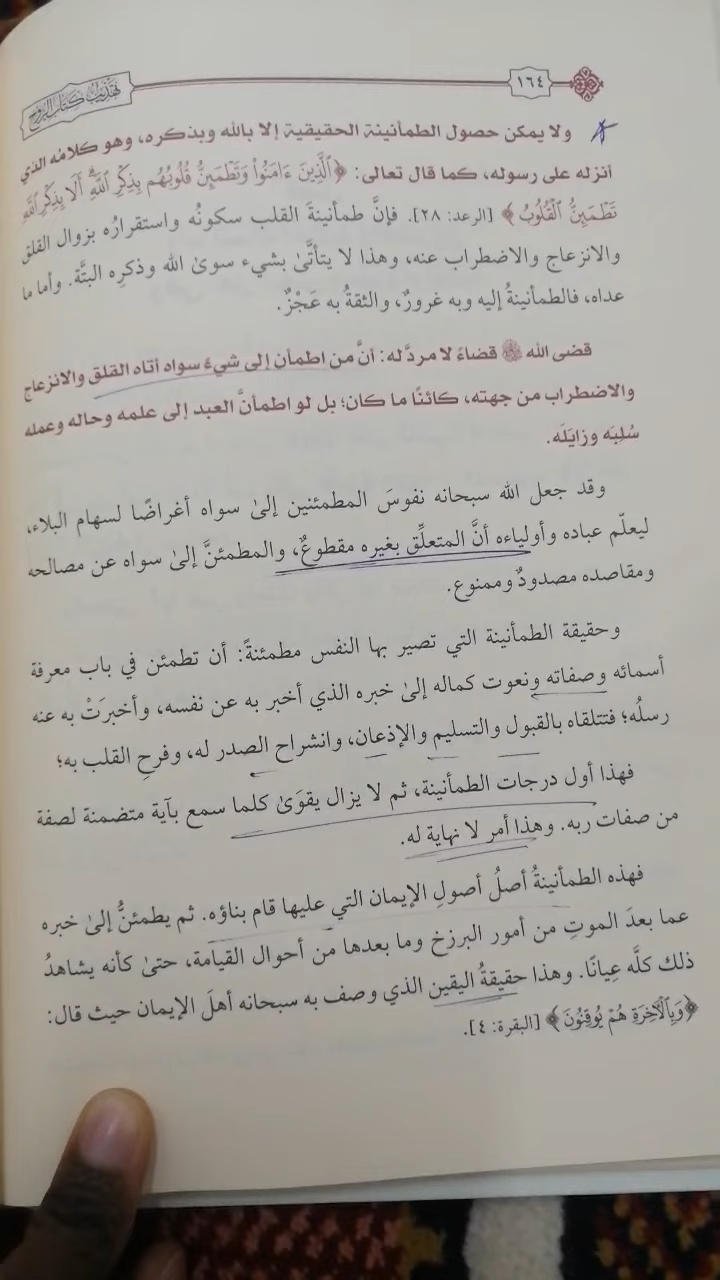 ١٦٤
تهذيب كتاب الروح
ولا يمكن حصول الطمأنينة الحقيقية إلا بالله وبذكره، وهو كلامُه الذي
أنزله على رسوله، كما قال تعالى: ﴿الَّذِينَ ءَامَنُواْ وَتَطْمَئِنُّ قُلُوبُهُم بِذِكْرِ ٱللَّهِ أَلَا بِذِكْرِ ٱللَّهِ
تَطْمَئِنُّ ٱلْقُلُوبُ﴾ [الرعد: ٢٨]. فإنَّ طمأنينةَ القلب سكونُه واستقرارُه بزوال القلق
والانزعاج والاضطراب عنه، وهذا لا يتأتَّىٰ بشيء سوىٰ الله وذكرِه البتَّة. وأما ما
عداه، فالطمأنينةُ إليه وبه غرورٌ، والثقةُ به عَجْزٌ.
قضى الله ﷻ قضاءً لا مردَّ له: أنَّ من اطمأن إلى شيءٍ سواه أتاه القلق والانزعاج
والاضطراب من جهته، كائنًا ما كان؛ بل لو اطمأنَّ العبد إلى علمه وحاله وعمله
سُلِبَه وزايَلَه.
وقد جعل الله سبحانه نفوسَ المطمئنين إلىٰ سواه أغراضًا لسهام البلاء،
ليعلّم عباده وأولياءه أنَّ المتعلِّق بغيره مقطوعٌ، والمطمئنَّ إلىٰ سواه عن مصالحه
ومقاصده مصدودٌ وممنوع.
وحقيقة الطمأنينة التي تصير بها النفس مطمئنةً: أن تطمئن في باب معرفة
أسمائه وصفاته ونعوت كماله إلىٰ خبره الذي أخبر به عن نفسه، وأخبرَتْ به عنه
رسلُه؛ فتتلقاه بالقبول والتسليم والإذعان، وانشراح الصدر له، وفرحِ القلب به؛
فهذا أول درجات الطمأنينة، ثم لا يزال يقوَىٰ كلما سمع بآية متضمنة لصفة
من صفات ربه. وهذا أمر لا نهاية له.
فهذه الطمأنينةُ أصلُ أصولِ الإيمان التي عليها قام بناؤه. ثم يطمئنُّ إلىٰ خبره
عما بعدَ الموتِ من أمور البرزخ وما بعدها من أحوال القيامة، حتىٰ كأنه يشاهدُ
ذلك كلَّه عِيانًا. وهذا حقيقةُ اليقين الذي وصف به سبحانه أهلَ الإيمان حيث قال:
﴿وَبِٱلْأَخِرَةِ هُمْ يُوقِنُونَ﴾ [البقرة: ٤].